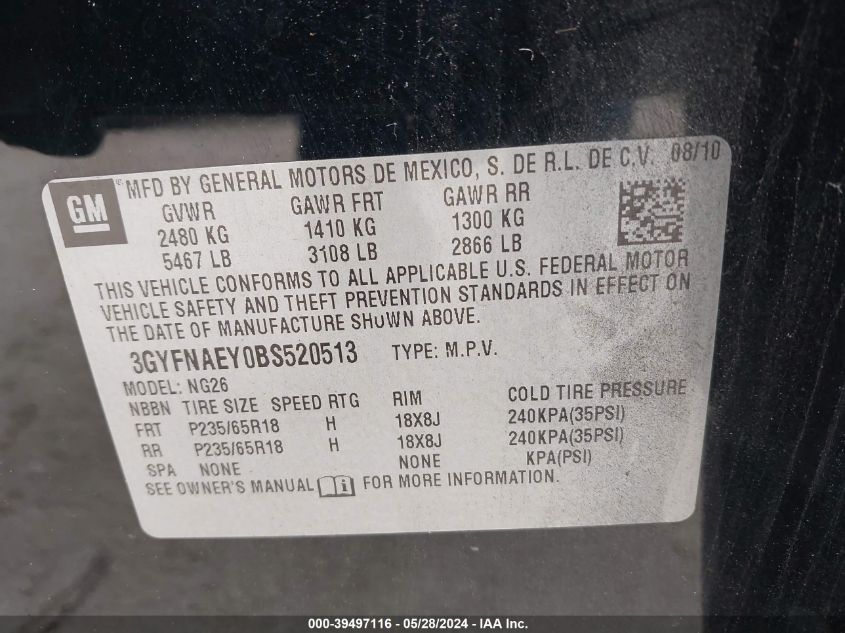 MFD BY GENERAL MOTORS DE MEXICO, S. DE R.L. DE C.V. 08/10
GM
GVWR GAWR FRT GAWR RR
2480 KG 1410 KG 1300 KG
5467 LB 3108 LB 2866 LB
THIS VEHICLE CONFORMS TO ALL APPLICABLE U.S. FEDERAL MOTOR
VEHICLE SAFETY AND THEFT PREVENTION STANDARDS IN EFFECT ON
THE DATE OF MANUFACTURE SHOWN ABOVE.
3GYFNAEY0BS520513 TYPE: M.P.V.
MODEL: NG26
NBBN TIRE SIZE SPEED RTG RIM COLD TIRE PRESSURE
FRT P235/65R18 H 18X8J 240KPA(35PSI)
RR P235/65R18 H 18X8J 240KPA(35PSI)
SPA NONE NONE KPA(PSI)
SEE OWNER'S MANUAL i FOR MORE INFORMATION.
000-39497116 - 05/28/2024 - IAA Inc.